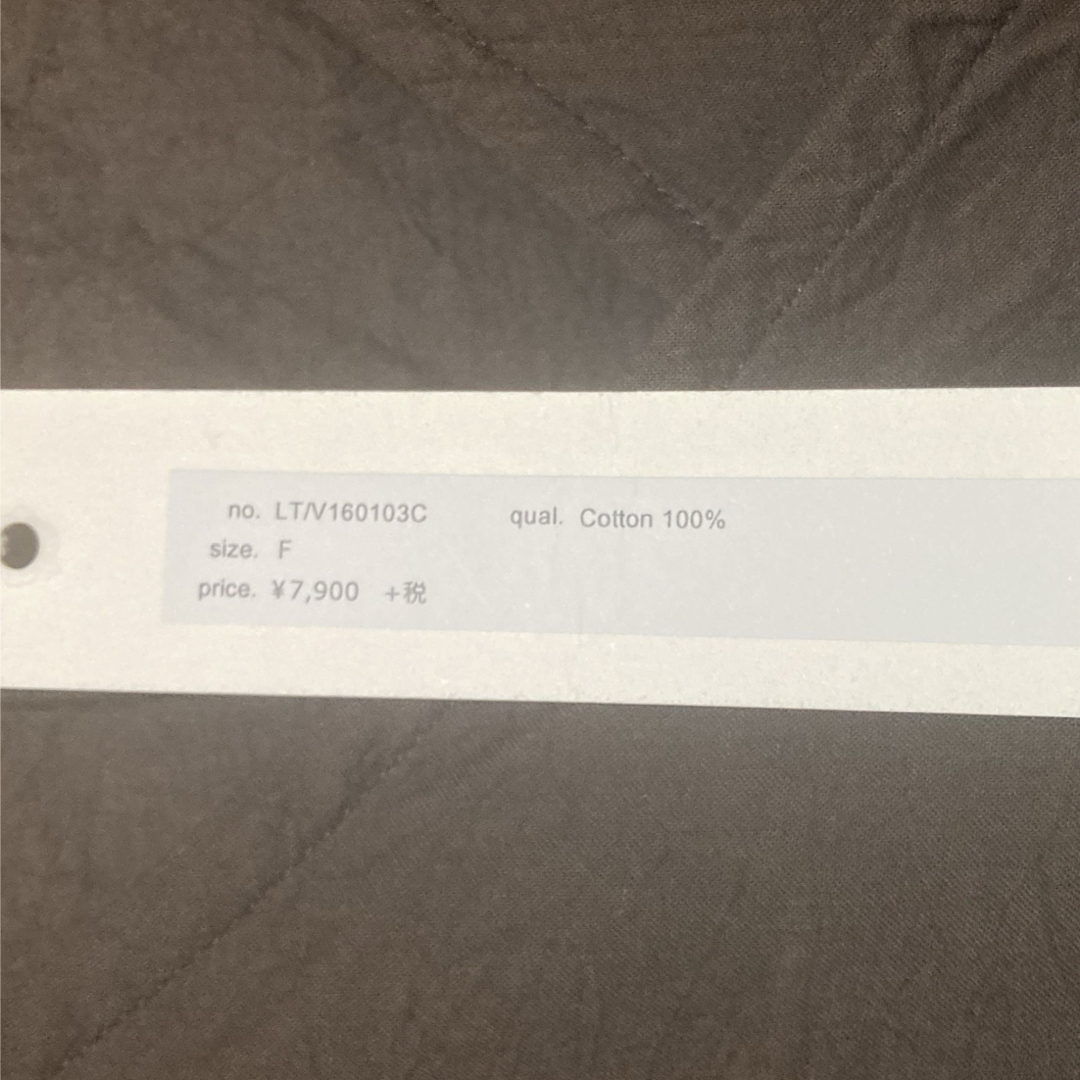 no. LT/V160103C qual. Cotton 100%
size. F
price. ¥7,900 +税